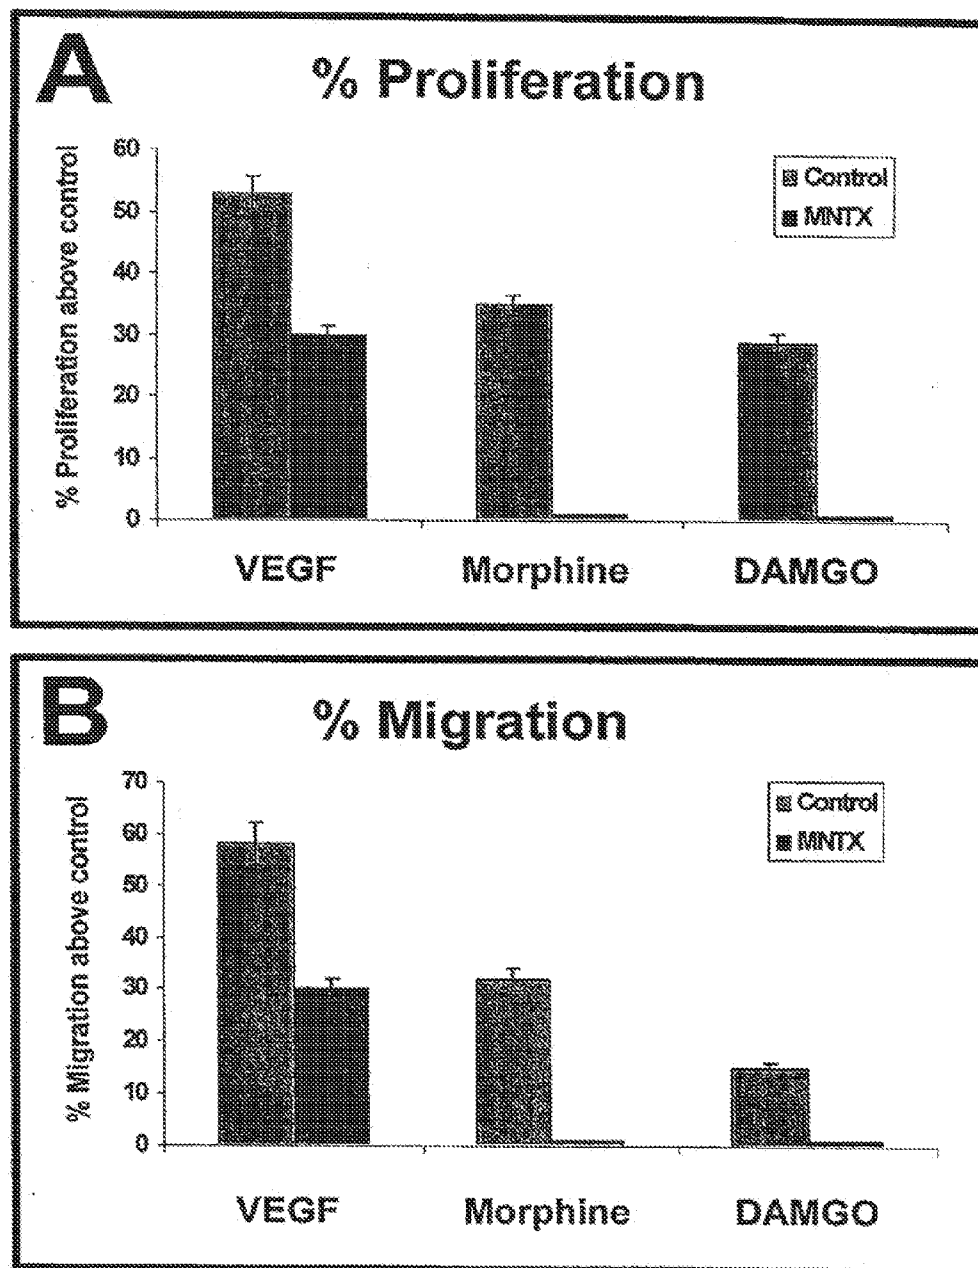 A
% Proliferation
% Proliferation above control
60
50
40
30
20
10
0
Control
MNTX
VEGF Morphine DAMGO
B
% Migration
% Migration above control
70
60
50
40
30
20
10
0
Control
MNTX
VEGF Morphine DAMGO